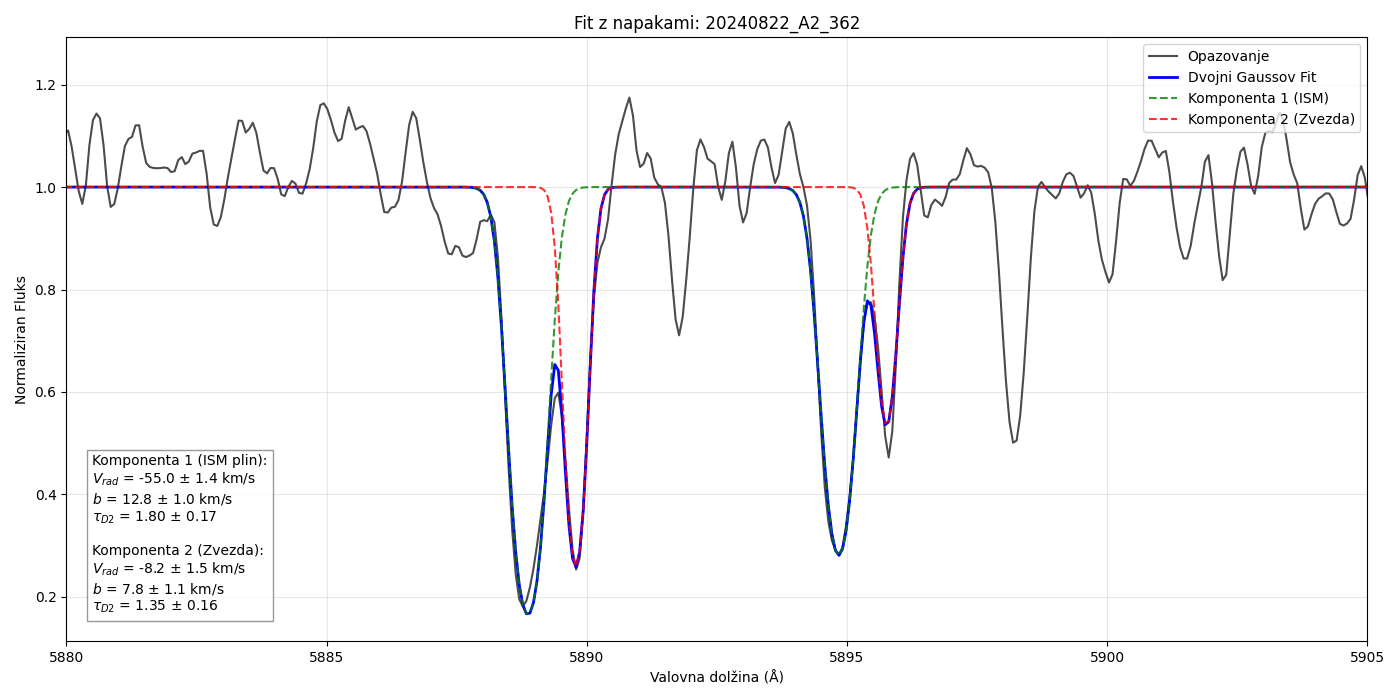 Fit z napakami: 20240822_A2_362
Normaliziran Fluks
1.2
1.0
0.8
0.6
0.4
0.2
Opazovanje
Dvojni Gaussov Fit
Komponenta 1 (ISM)
Komponenta 2 (Zvezda)
Komponenta 1 (ISM plin):
V_rad = -55.0 ± 1.4 km/s
b = 12.8 ± 1.0 km/s
τ_D2 = 1.80 ± 0.17
Komponenta 2 (Zvezda):
V_rad = -8.2 ± 1.5 km/s
b = 7.8 ± 1.1 km/s
τ_D2 = 1.35 ± 0.16
5880 5885 5890 5895 5900 5905
Valovna dolžina (Å)